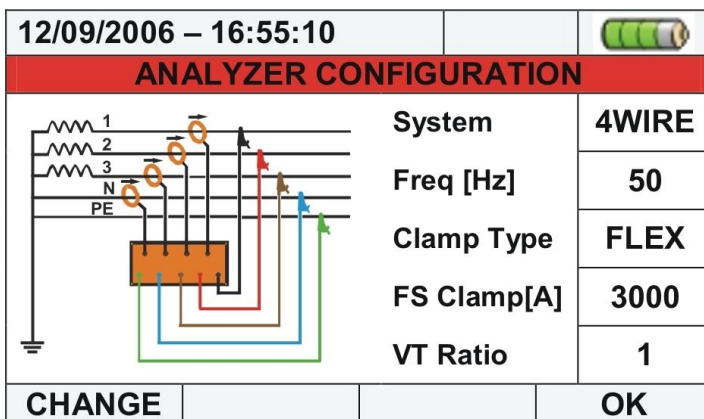 12/09/2006 – 16:55:10
ANALYZER CONFIGURATION
1
2
3
N
PE
System 4WIRE
Freq [Hz] 50
Clamp Type FLEX
FS Clamp[A] 3000
VT Ratio 1
CHANGE OK